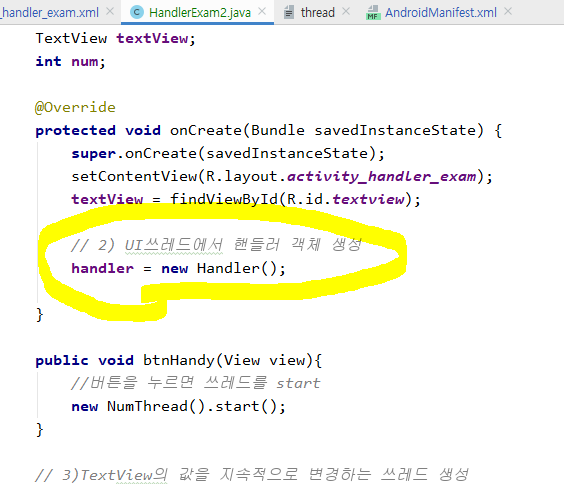 _handler_exam.xml HandlerExam2.java thread AndroidManifest.xml
TextView textView;
int num;
@Override
protected void onCreate(Bundle savedInstanceState) {
super.onCreate(savedInstanceState);
setContentView(R.layout.activity_handler_exam);
textView = findViewById(R.id.textview);
// 2) UI쓰레드에서 핸들러 객체 생성
handler = new Handler();
}
public void btnHandy(View view){
//버튼을 누르면 쓰레드를 start
new NumThread().start();
}
// 3)TextView의 값을 지속적으로 변경하는 쓰레드 생성